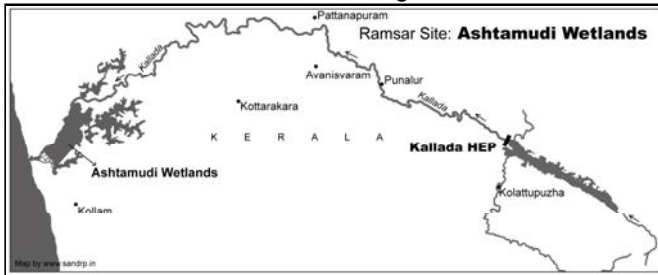 Pattanapuram
Ramsar Site: Ashtamudi Wetlands
Kallada
Avanisvaram
Punalur
Kallada
Kottarakara
K E R A L A
Kallada HEP
Ashtamudi Wetlands
Kolattupuzha
Kollam
Map by www.sandrp.in